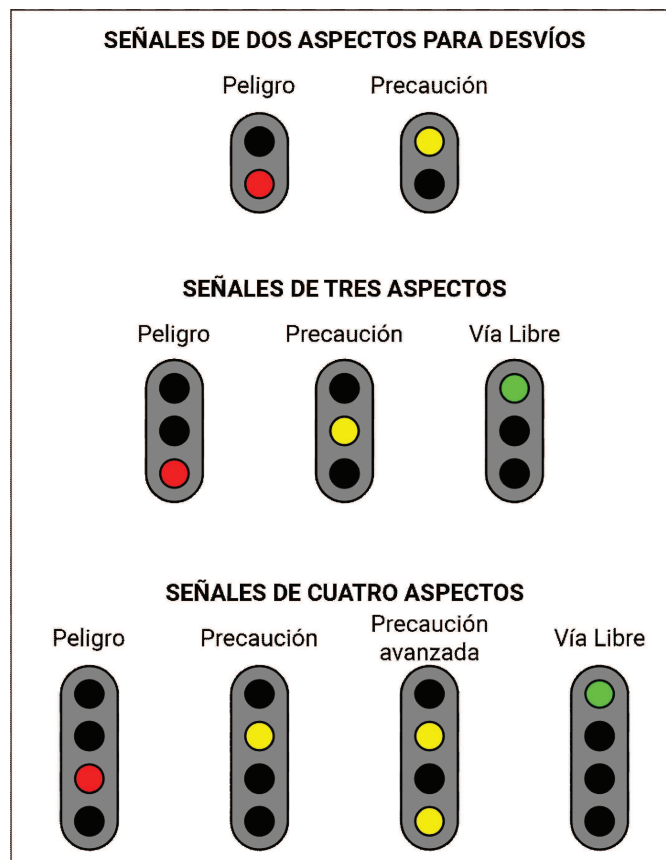 SEÑALES DE DOS ASPECTOS PARA DESVÍOS
Peligro
Precaución
SEÑALES DE TRES ASPECTOS
Peligro
Precaución
Vía Libre
SEÑALES DE CUATRO ASPECTOS
Peligro
Precaución
Precaución
avanzada
Vía Libre